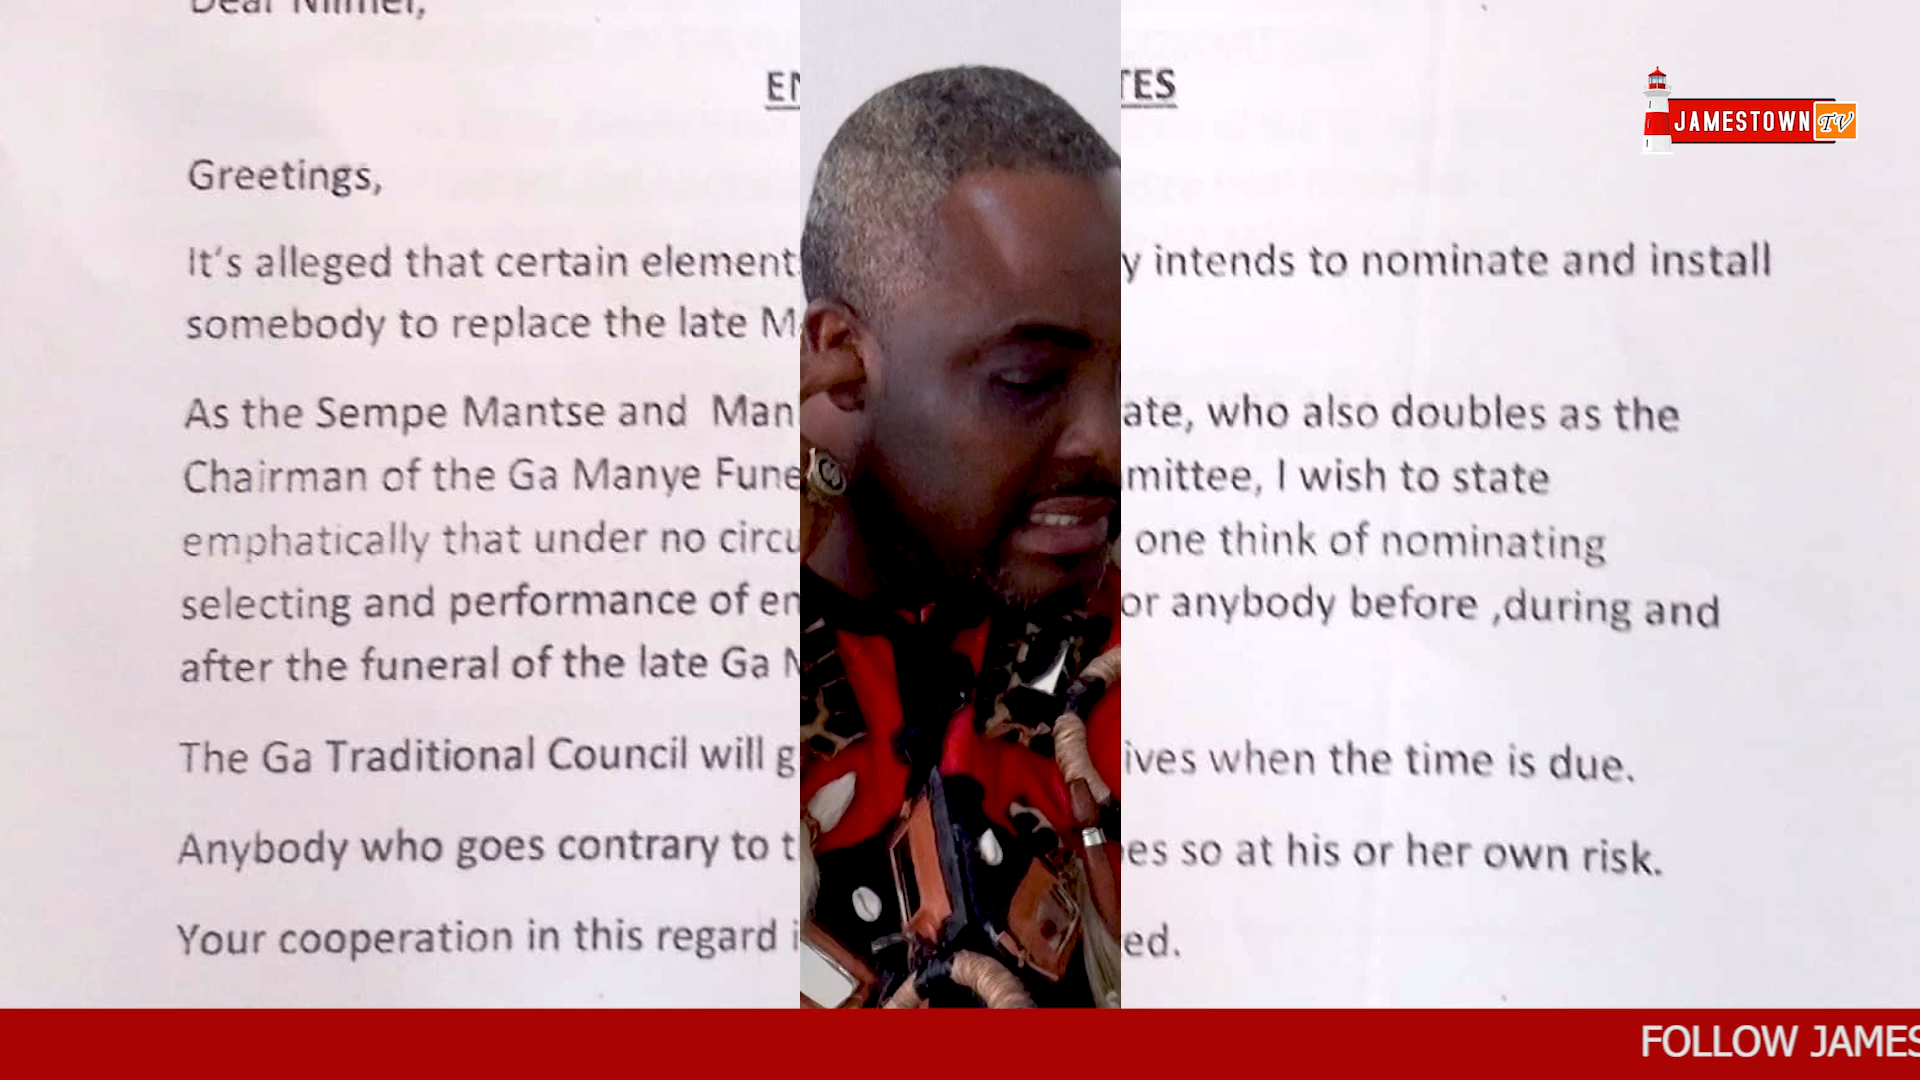 Greetings,
JAMESTOWN TV
It's alleged that certain y intends to nominate and install
somebody to replace the late
As the Sempe Mantse and Man ate, who also doubles as the
Chairman of the Ga Manye Fune mittee, I wish to state
emphatically that under no circu one think of nominating
selecting and performance of en or anybody before ,during and
after the funeral of the late Ga
The Ga Traditional Council will g ives when the time is due.
Anybody who goes contrary to t es so at his or her own risk.
Your cooperation in this regard i ed.
FOLLOW JAMES